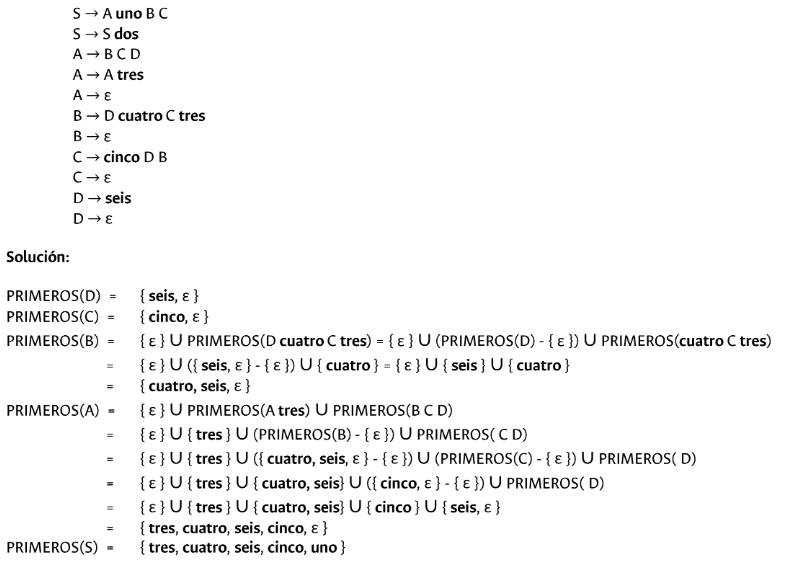 S → A uno B C
S → S dos
A → B C D
A → A tres
A → ε
B → D cuatro C tres
B → ε
C → cinco D B
C → ε
D → seis
D → ε
Solución:
PRIMEROS(D) = { seis, ε }
PRIMEROS(C) = { cinco, ε }
PRIMEROS(B) = { ε } U PRIMEROS(D cuatro C tres) = { ε } U (PRIMEROS(D) - { ε }) U PRIMEROS(cuatro C tres)
= { ε } U ({ seis, ε } - { ε }) U { cuatro } = { ε } U { seis } U { cuatro }
= { cuatro, seis, ε }
PRIMEROS(A) = { ε } U PRIMEROS(A tres) U PRIMEROS(B C D)
= { ε } U { tres } U (PRIMEROS(B) - { ε }) U PRIMEROS( C D)
= { ε } U { tres } U ({ cuatro, seis, ε } - { ε }) U (PRIMEROS(C) - { ε }) U PRIMEROS( D)
= { ε } U { tres } U { cuatro, seis} U ({ cinco, ε } - { ε }) U PRIMEROS( D)
= { ε } U { tres } U { cuatro, seis} U { cinco } U { seis, ε }
= { tres, cuatro, seis, cinco, ε }
PRIMEROS(S) = { tres, cuatro, seis, cinco, uno }